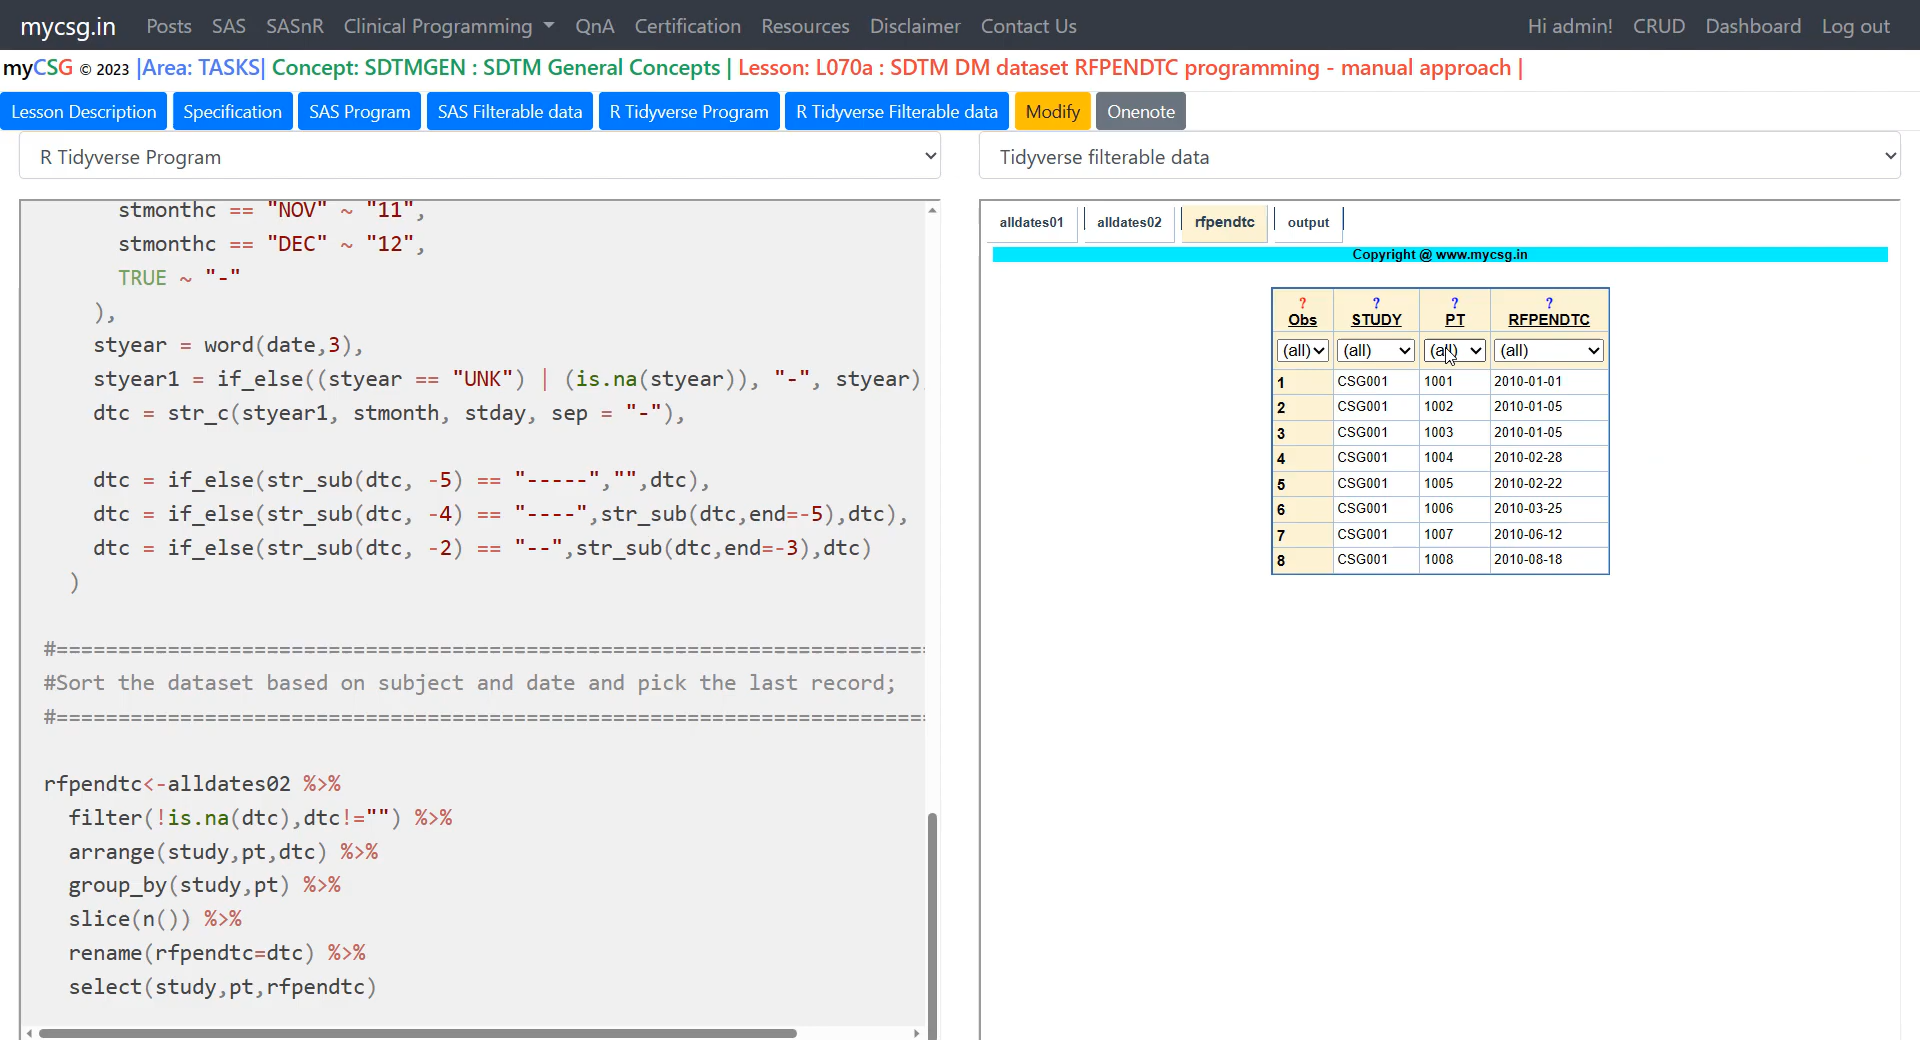 mycsg.in Posts SAS SASnR Clinical Programming QnA Certification Resources Disclaimer Contact Us Hi admin! CRUD Dashboard Log out
myCSG © 2023 |Area: TASKS| Concept: SDTMGEN : SDTM General Concepts | Lesson: L070a : SDTM DM dataset RFPENDTC programming - manual approach |
Lesson Description Specification SAS Program SAS Filterable data R Tidyverse Program R Tidyverse Filterable data Modify Onenote
R Tidyverse Program
stmonthc == "NOV" ~ "11",
stmonthc == "DEC" ~ "12",
TRUE ~ "-"
),
styear = word(date,3),
styear1 = if_else((styear == "UNK") | (is.na(styear)), "-", styear)
dtc = str_c(styear1, stmonth, stday, sep = "-"),
dtc = if_else(str_sub(dtc, -5) == "-----","",dtc),
dtc = if_else(str_sub(dtc, -4) == "----",str_sub(dtc,end=-5),dtc),
dtc = if_else(str_sub(dtc, -2) == "--",str_sub(dtc,end=-3),dtc)
)
#=======================================================================
#Sort the dataset based on subject and date and pick the last record;
#=======================================================================
rfpendtc<-alldates02 %>%
filter(!is.na(dtc),dtc!="") %>%
arrange(study,pt,dtc) %>%
group_by(study,pt) %>%
slice(n()) %>%
rename(rfpendtc=dtc) %>%
select(study,pt,rfpendtc)
Tidyverse filterable data
alldates01 alldates02 rfpendtc output
Copyright @ www.mycsg.in
? ? ? ?
Obs STUDY PT RFPENDTC
(all) (all) (all) (all)
1 CSG001 1001 2010-01-01
2 CSG001 1002 2010-01-05
3 CSG001 1003 2010-01-05
4 CSG001 1004 2010-02-28
5 CSG001 1005 2010-02-22
6 CSG001 1006 2010-03-25
7 CSG001 1007 2010-06-12
8 CSG001 1008 2010-08-18